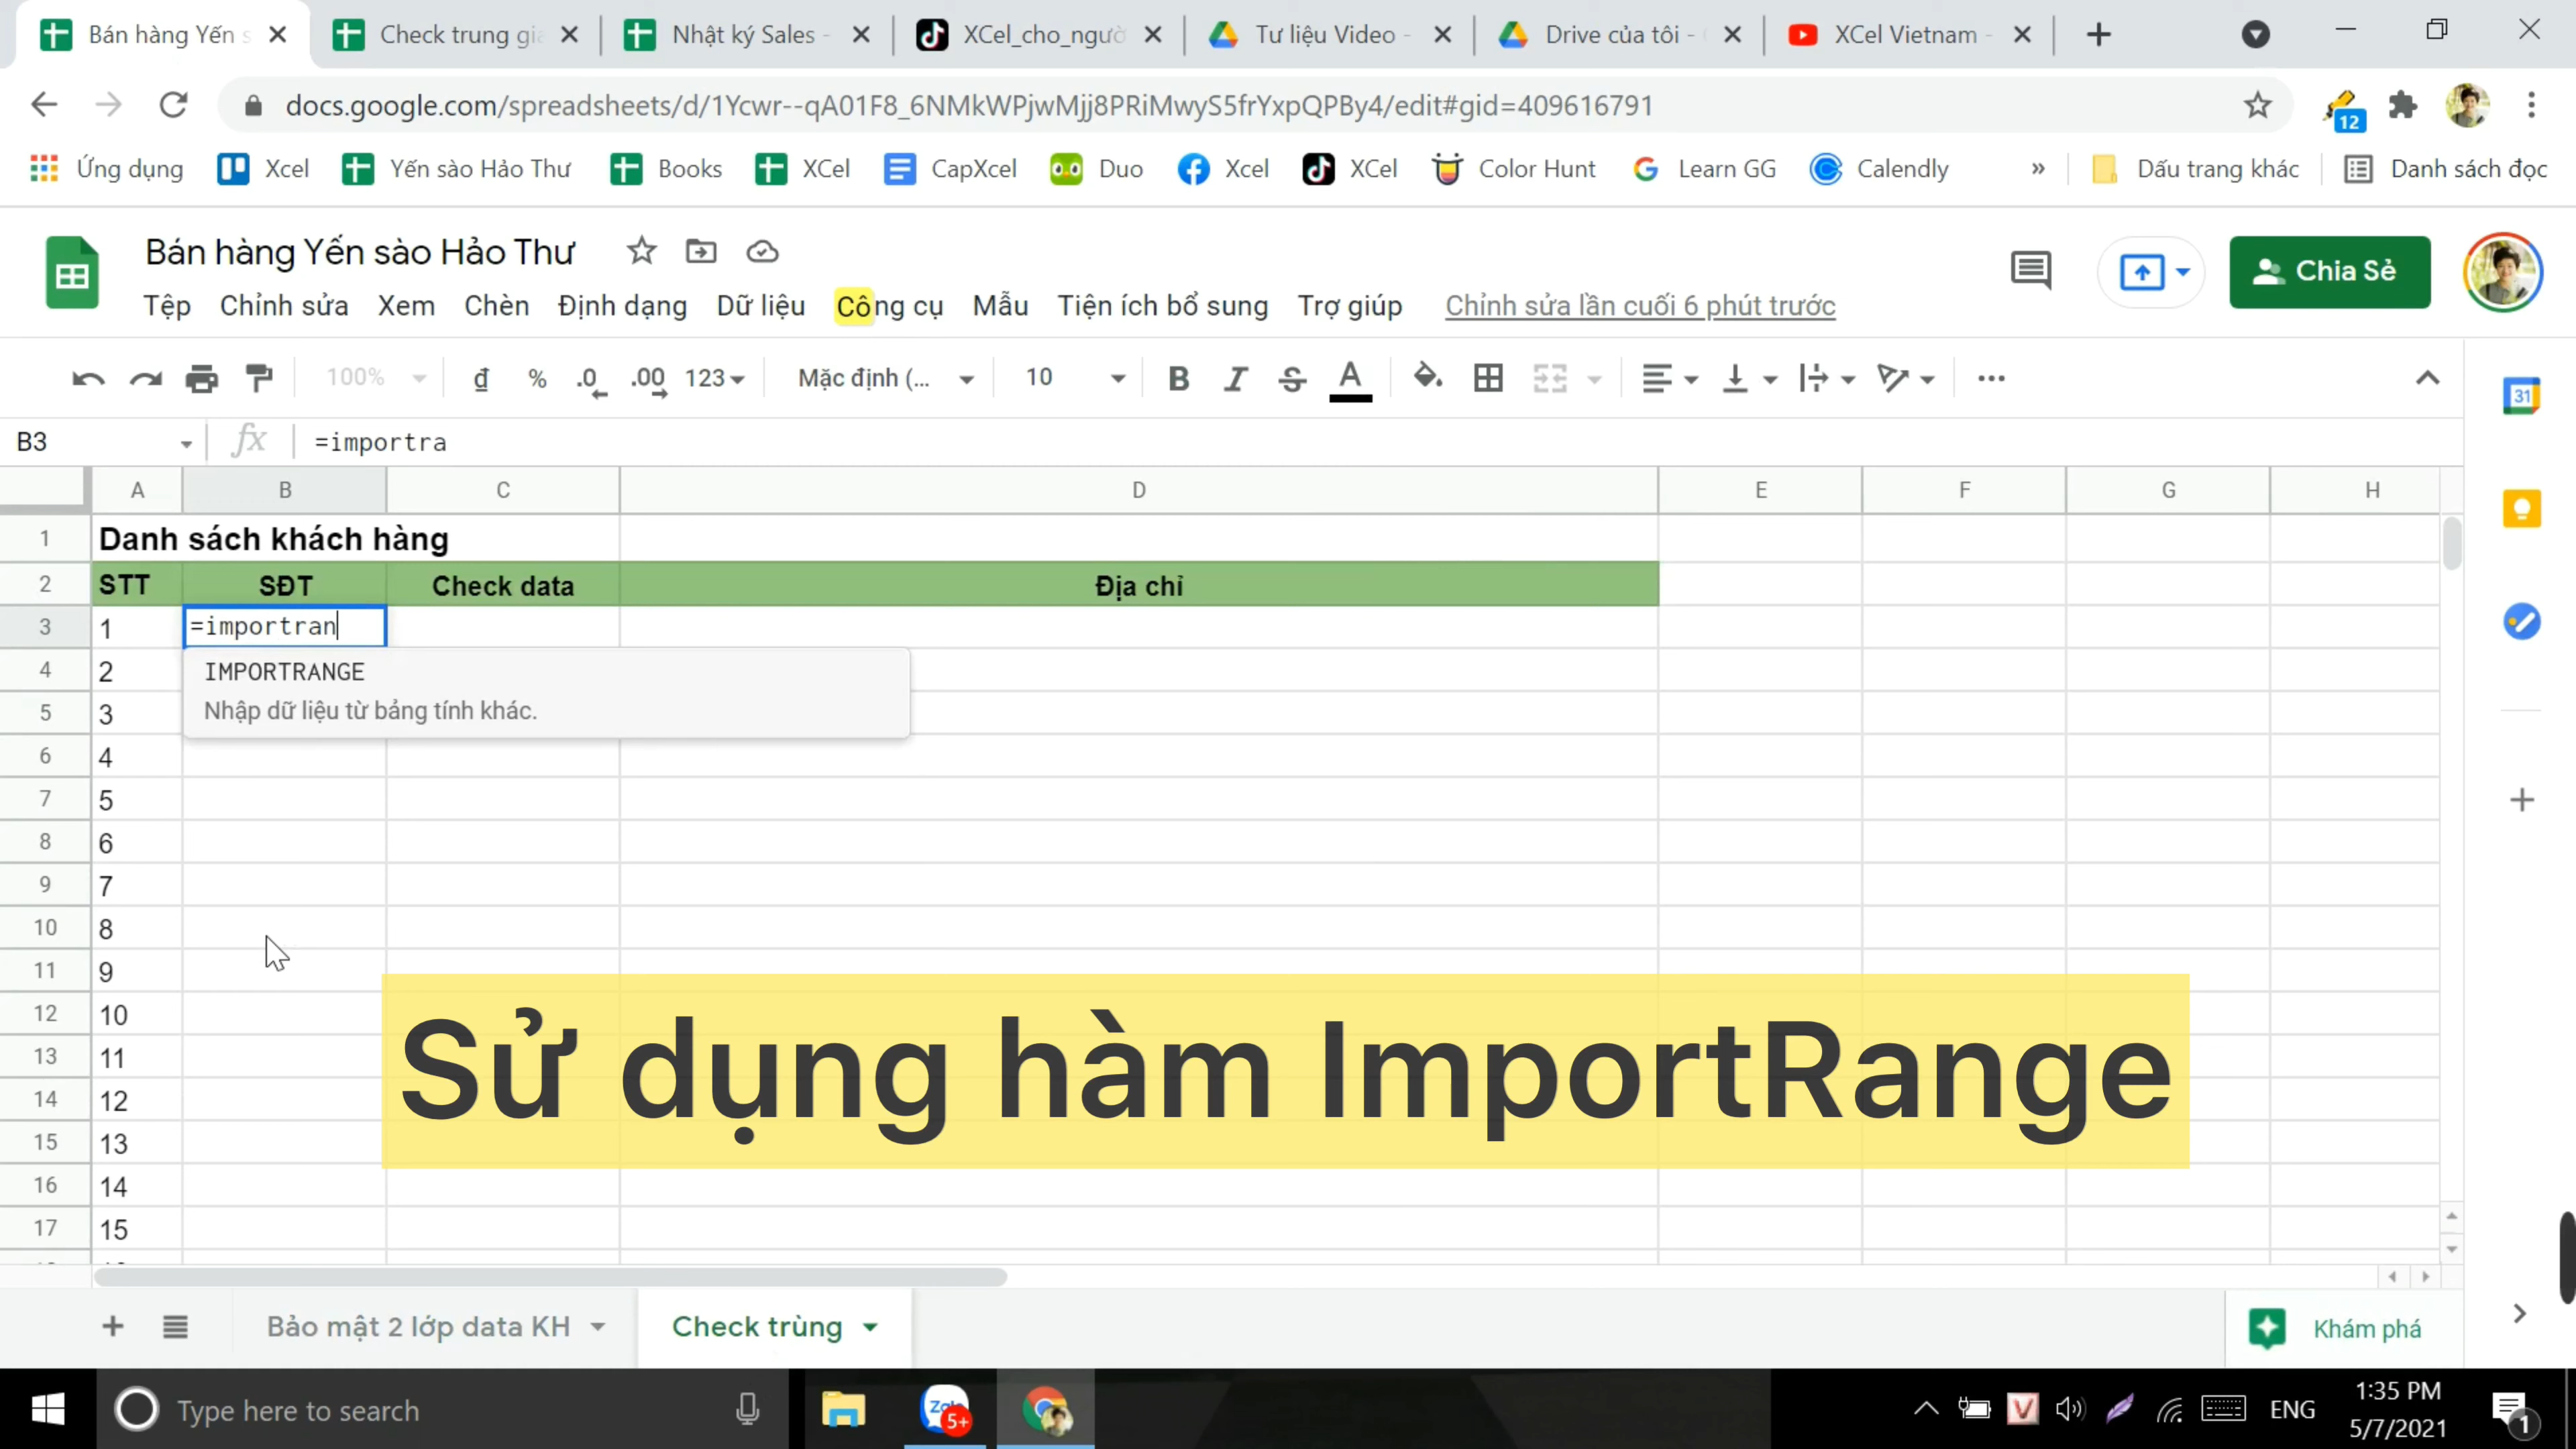 Bán hàng Yến s
Check trung gia
Nhật ký Sales -
XCel_cho_ngườ
Tư liệu Video -
Drive của tôi -
XCel Vietnam -
docs.google.com/spreadsheets/d/1Ycwr--qA01F8_6NMkWPjwMjj8PRiMwyS5frYxpQPBy4/edit#gid=409616791
12
Ứng dụng
Xcel
Yến sào Hảo Thư
Books
XCel
CapXcel
Duo
Xcel
XCel
Color Hunt
Learn GG
Calendly
»
Dấu trang khác
Danh sách đọc
Bán hàng Yến sào Hảo Thư
Chia Sẻ
Tệp Chỉnh sửa Xem Chèn Định dạng Dữ liệu Công cụ Mẫu Tiện ích bổ sung Trợ giúp Chỉnh sửa lần cuối 6 phút trước
100% ₫ % .0 .00 123 Mặc định (... 10 B I S A
31
B3 fx =importra
A B C D E F G H
1 Danh sách khách hàng
2 STT SĐT Check data Địa chỉ
3 1 =importran
4 2 IMPORTRANGE
Nhập dữ liệu từ bảng tính khác.
5 3
6 4
7 5
8 6
9 7
10 8
11 9
12 10
13 11
14 12
15 13
16 14
17 15
Sử dụng hàm ImportRange
Bảo mật 2 lớp data KH
Check trùng
Khám phá
Type here to search
Zalo
5+
V
ENG
1:35 PM
5/7/2021
1